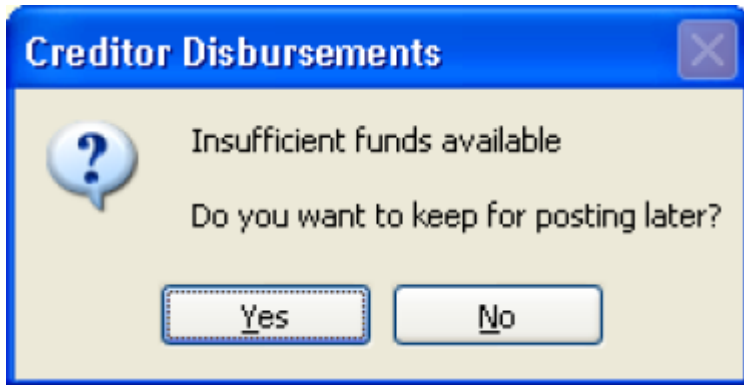 Creditor Disbursements
Insufficient funds available
Do you want to keep for posting later?
Yes No